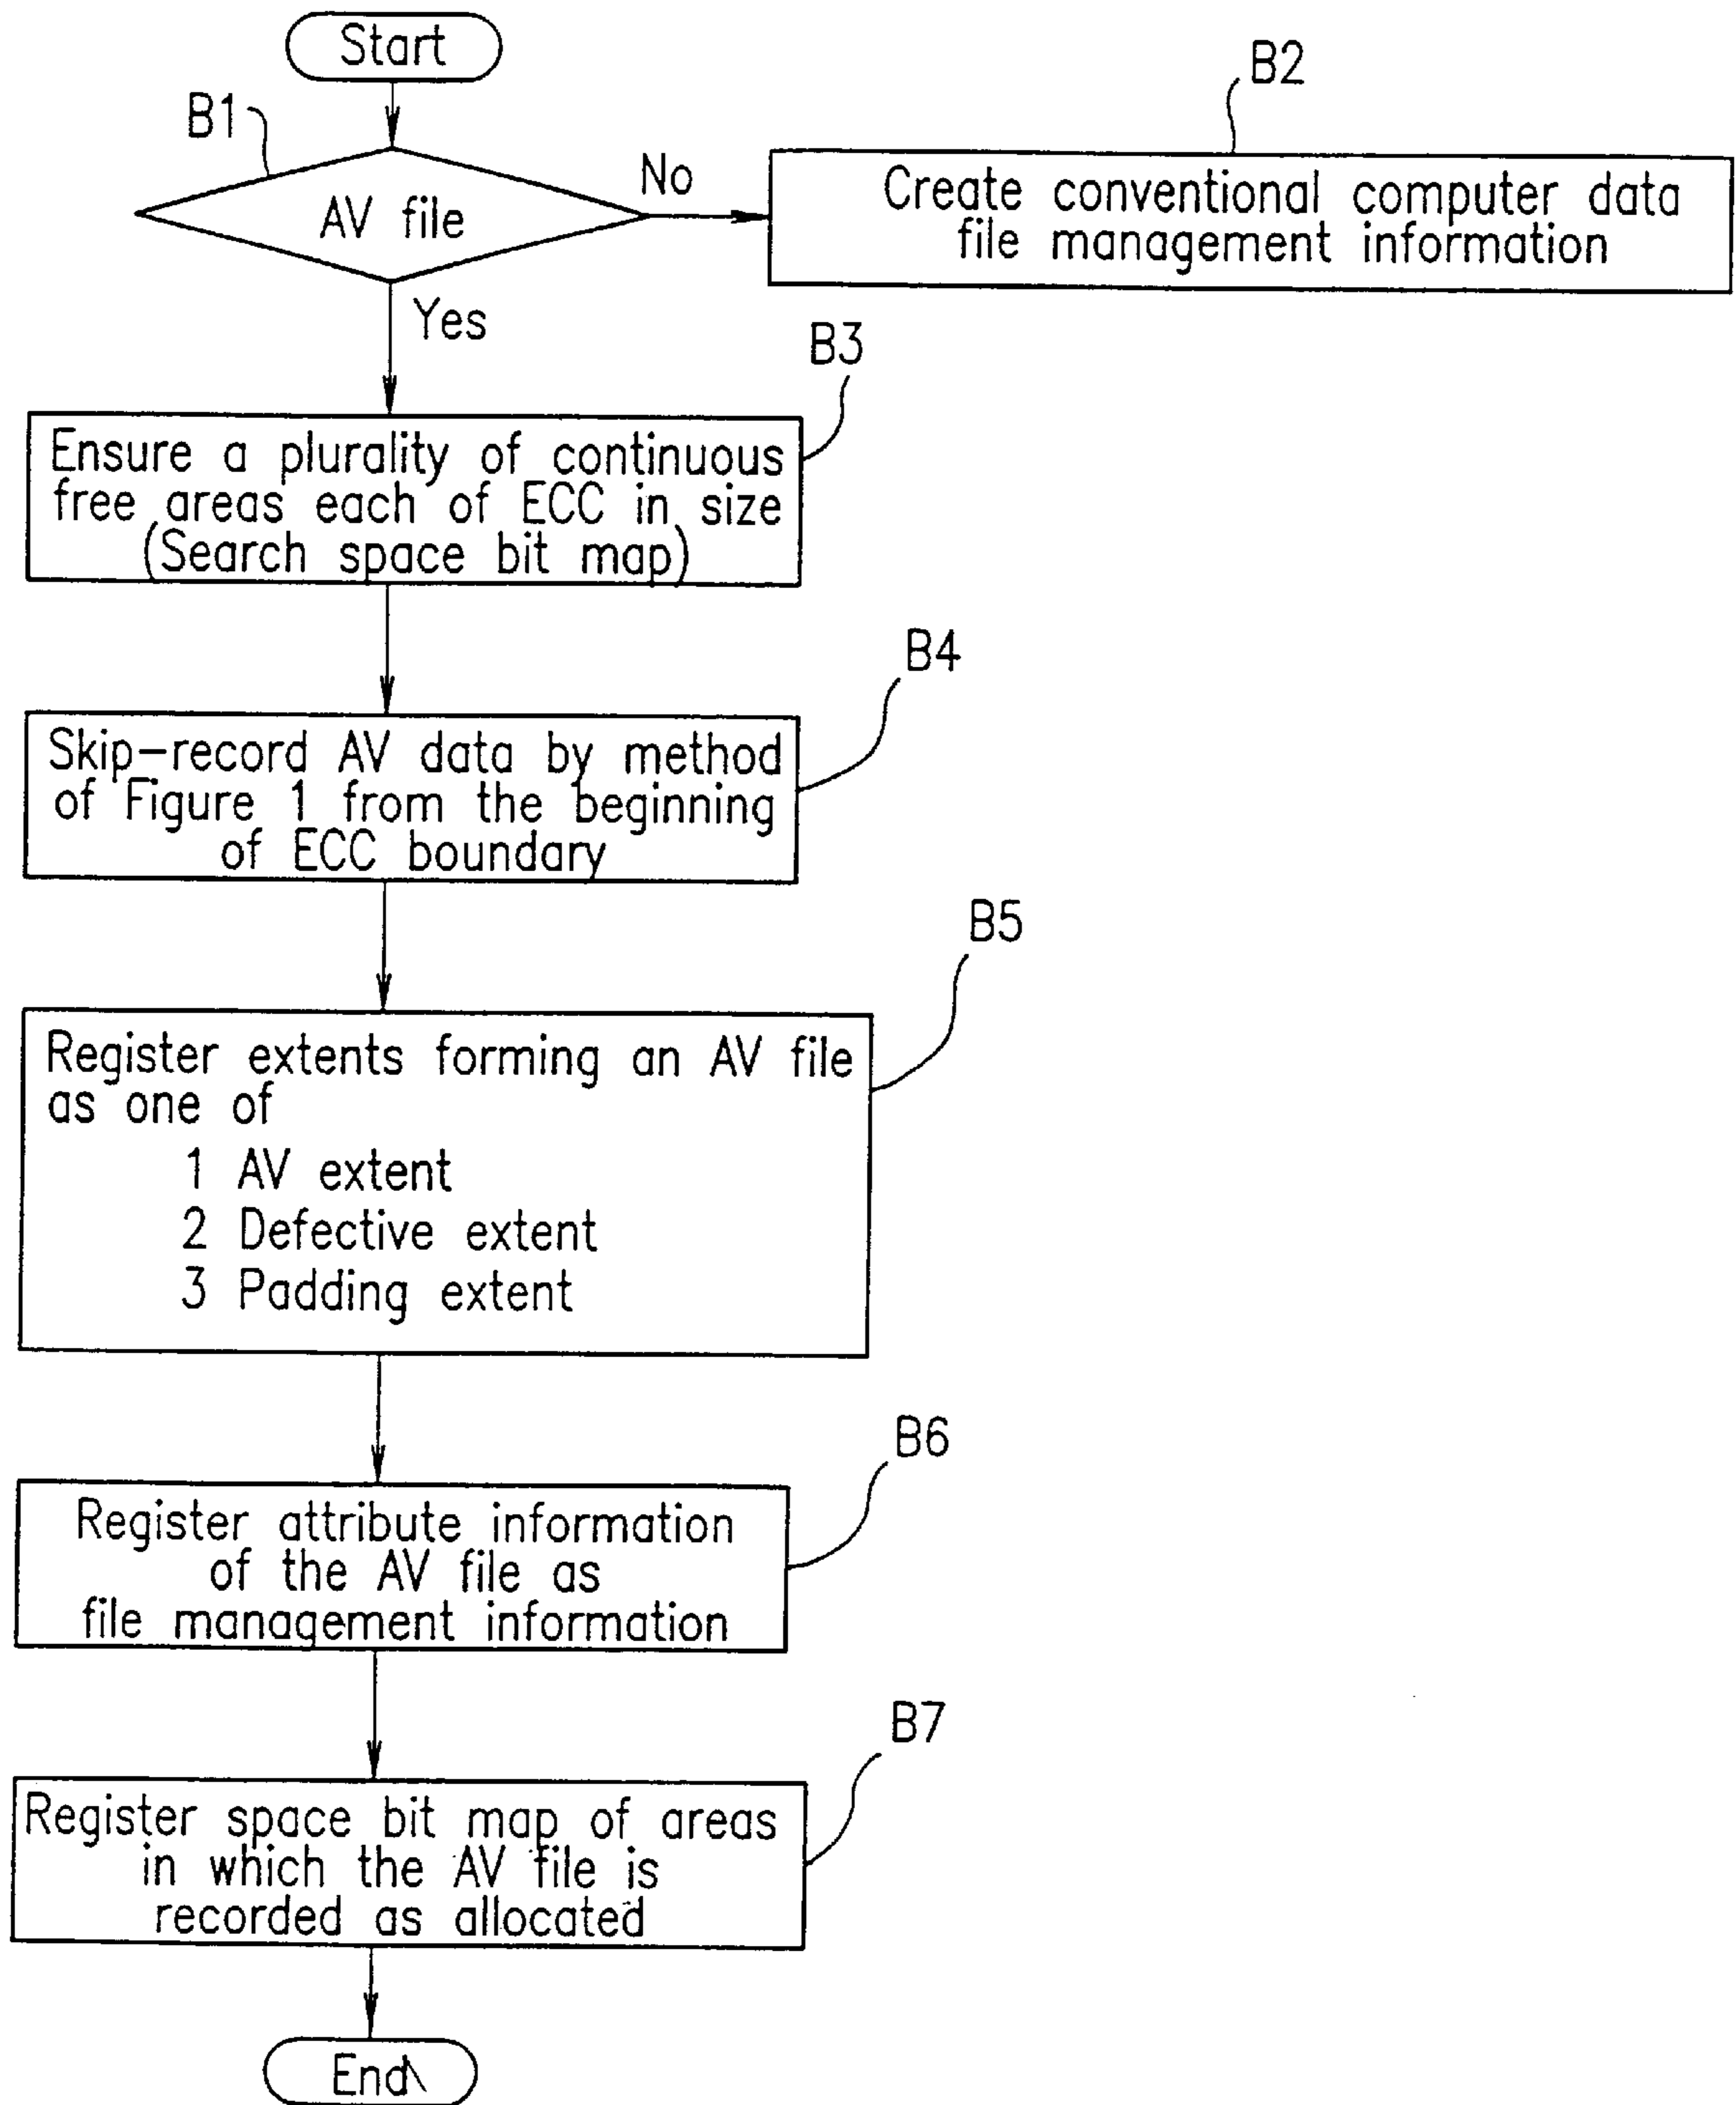 Start
B1
B2
AV file
No
Create conventional computer data
file management information
Yes
B3
Ensure a plurality of continuous
free areas each of ECC in size
(Search space bit map)
B4
Skip-record AV data by method
of Figure 1 from the beginning
of ECC boundary
B5
Register extents forming an AV file
as one of
1 AV extent
2 Defective extent
3 Padding extent
B6
Register attribute information
of the AV file as
file management information
B7
Register space bit map of areas
in which the AV file is
recorded as allocated
End